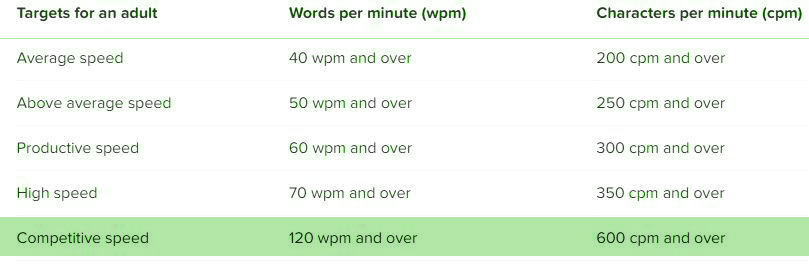 Targets for an adult Words per minute (wpm) Characters per minute (cpm)
Average speed 40 wpm and over 200 cpm and over
Above average speed 50 wpm and over 250 cpm and over
Productive speed 60 wpm and over 300 cpm and over
High speed 70 wpm and over 350 cpm and over
Competitive speed 120 wpm and over 600 cpm and over